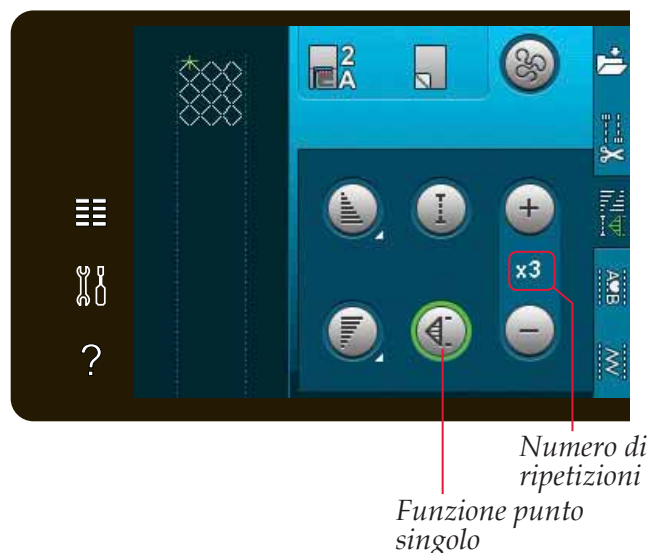 2
A
x3
A♥B
?
Numero di
ripetizioni
Funzione punto
singolo